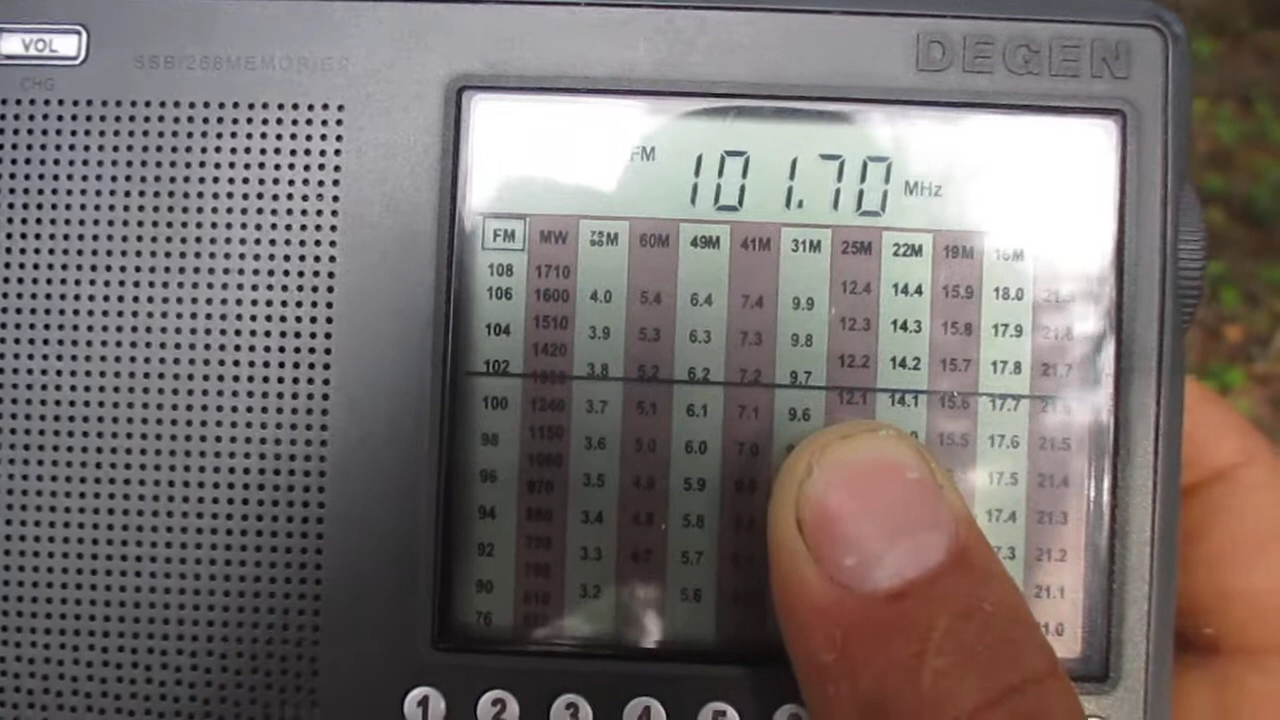 VOL
SSB/268MEMORIES
DEGEN
CHG
FM 101.70 MHz
FM MW 75 90M 60M 49M 41M 31M 25M 22M 19M 16M
108 1710
106 1600 4.0 5.4 6.4 7.4 9.9 12.4 14.4 15.9 18.0
104 1510 3.9 5.3 6.3 7.3 9.8 12.3 14.3 15.8 17.9 21.8
1420
102 3.8 5.2 6.2 7.2 9.7 12.2 14.2 15.7 17.8 21.7
100 1240 3.7 5.1 6.1 7.1 9.6 12.1 14.1 15.6 17.7 21.6
98 1150 3.6 5.0 6.0 7.0 15.5 17.6 21.5
1080
96 970 3.5 4.9 5.9 17.5 21.4
94 3.4 4.8 5.8 17.4 21.3
92 3.3 5.7 21.2
90 3.2 5.6 21.1
76
1 2 3 4 5